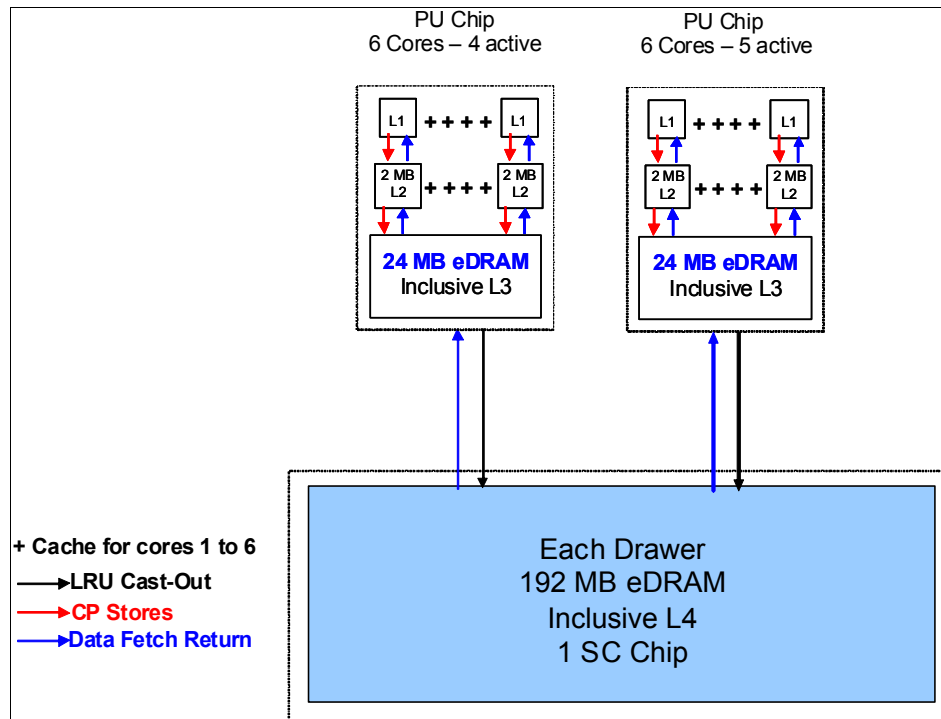 PU Chip
6 Cores – 4 active
PU Chip
6 Cores – 5 active
L1
+ + + +
L1
L1
+ + + +
L1
2 MB
L2
+ + + +
2 MB
L2
2 MB
L2
+ + + +
2 MB
L2
24 MB eDRAM
Inclusive L3
24 MB eDRAM
Inclusive L3
Each Drawer
192 MB eDRAM
Inclusive L4
1 SC Chip
+ Cache for cores 1 to 6
LRU Cast-Out
CP Stores
Data Fetch Return